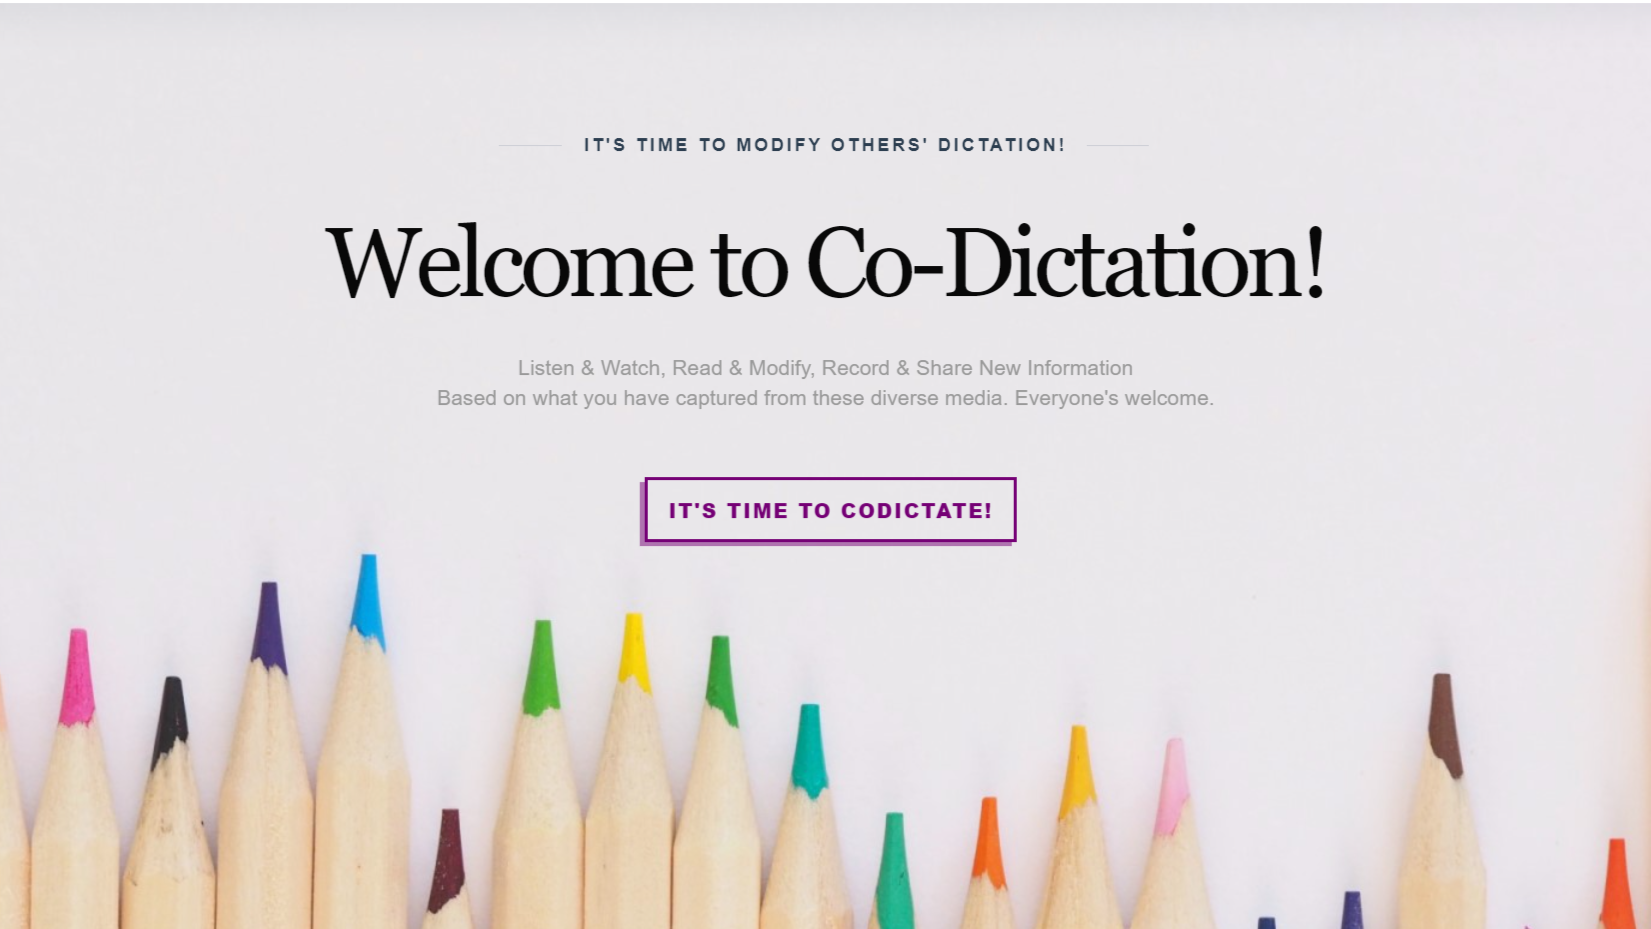 IT'S TIME TO MODIFY OTHERS' DICTATION!
Welcome to Co-Dictation!
Listen & Watch, Read & Modify, Record & Share New Information
Based on what you have captured from these diverse media. Everyone's welcome.
IT'S TIME TO CODICTATE!